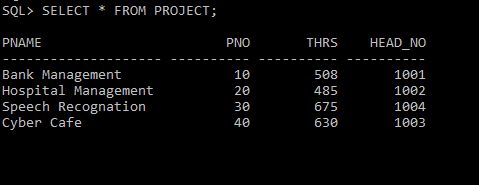 SQL> SELECT * FROM PROJECT;
PNAME PNO THRS HEAD_NO
-------------------- ---------- ---------- ----------
Bank Management 10 508 1001
Hospital Management 20 485 1002
Speech Recognation 30 675 1004
Cyber Cafe 40 630 1003